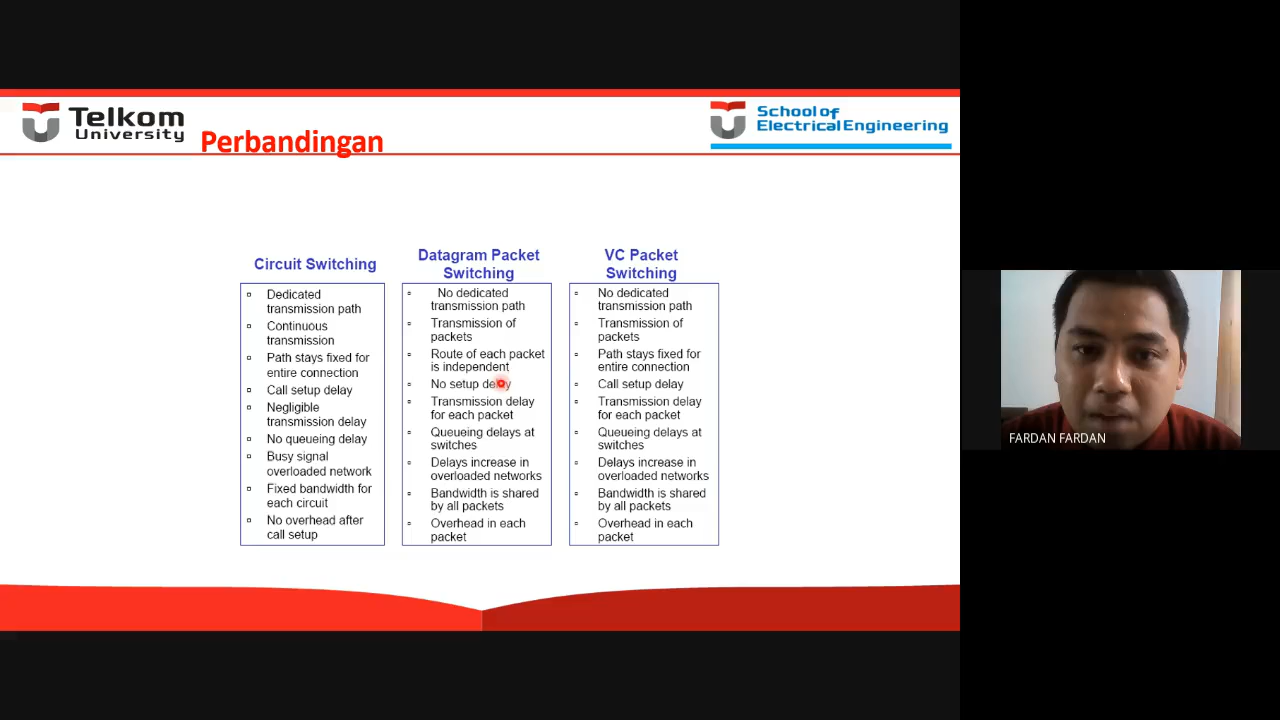 Telkom
University
Perbandingan
School of
Electrical Engineering
Circuit Switching
▫ Dedicated
transmission path
▫ Continuous
transmission
▫ Path stays fixed for
entire connection
▫ Call setup delay
▫ Negligible
transmission delay
▫ No queueing delay
▫ Busy signal
overloaded network
▫ Fixed bandwidth for
each circuit
▫ No overhead after
call setup
Datagram Packet
Switching
▫ No dedicated
transmission path
▫ Transmission of
packets
▫ Route of each packet
is independent
▫ No setup delay
▫ Transmission delay
for each packet
▫ Queueing delays at
switches
▫ Delays increase in
overloaded networks
▫ Bandwidth is shared
by all packets
▫ Overhead in each
packet
VC Packet
Switching
▫ No dedicated
transmission path
▫ Transmission of
packets
▫ Path stays fixed for
entire connection
▫ Call setup delay
▫ Transmission delay
for each packet
▫ Queueing delays at
switches
▫ Delays increase in
overloaded networks
▫ Bandwidth is shared
by all packets
▫ Overhead in each
packet
FARDAN FARDAN